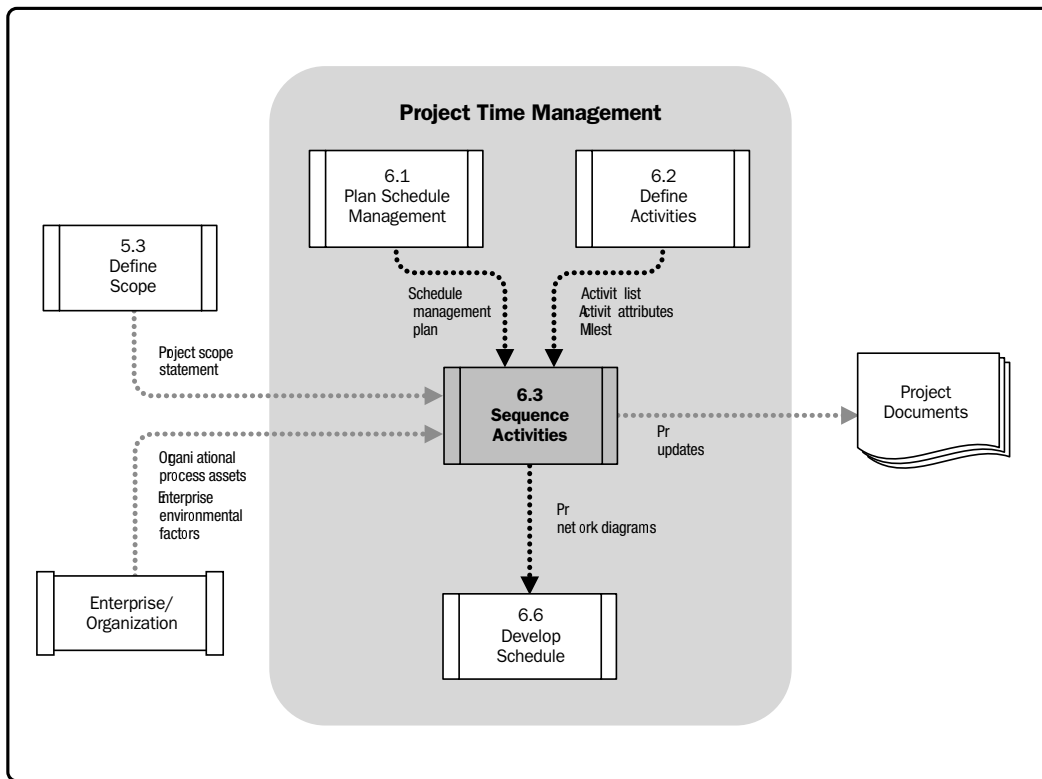 Project Time Management
6.1
Plan Schedule
Management
6.2
Define
Activities
5.3
Define
Scope
Schedule
management
plan
Activit list
Activit attributes
Milest
Project scope
statement
6.3
Sequence
Activities
Project
Documents
Pr
updates
Organi ational
process assets
Enterprise
environmental
factors
Pr
net ork diagrams
Enterprise/
Organization
6.6
Develop
Schedule